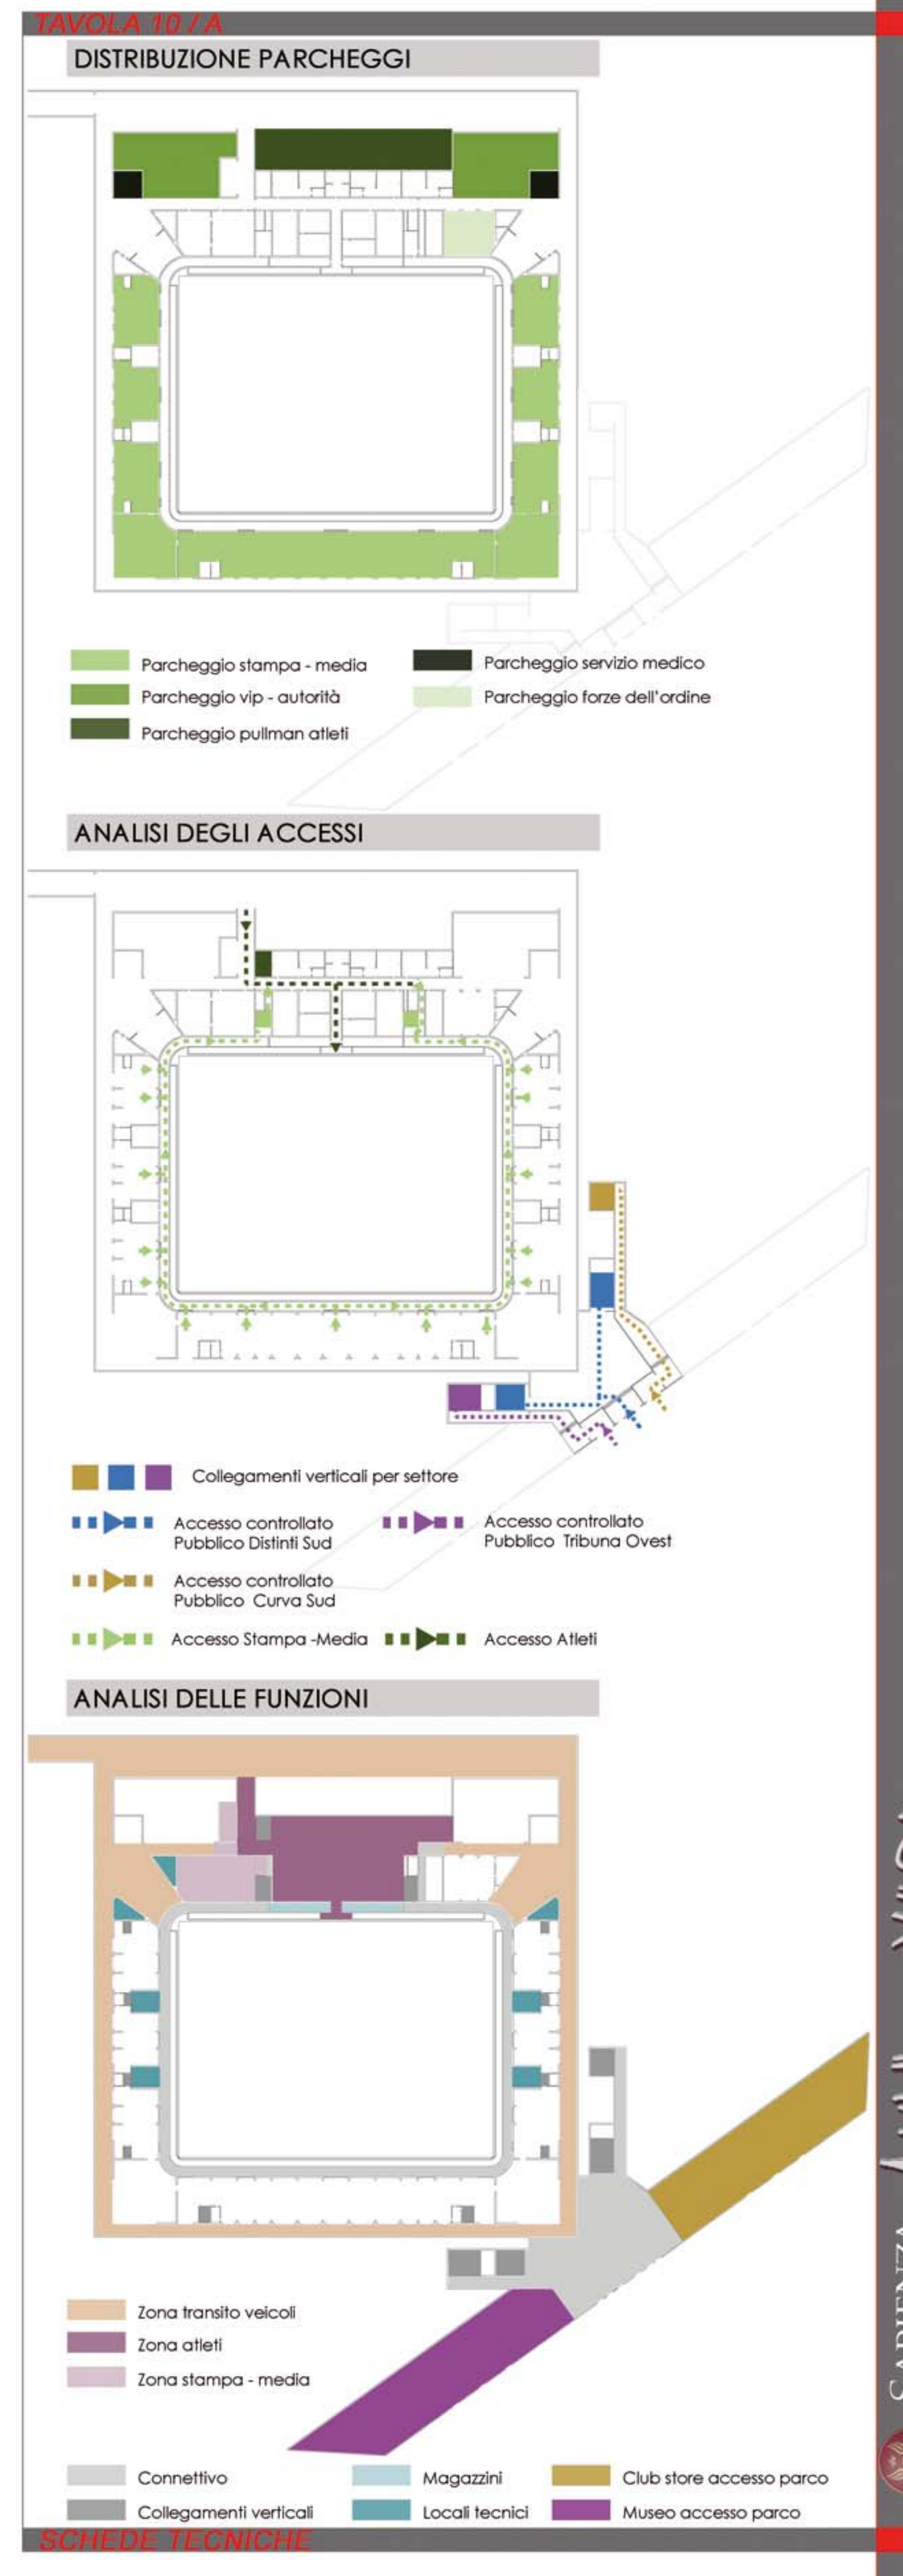 TAVOLA 10 / A
DISTRIBUZIONE PARCHEGGI
Parcheggio stampa - media
Parcheggio vip - autorità
Parcheggio pullman atleti
Parcheggio servizio medico
Parcheggio forze dell'ordine
ANALISI DEGLI ACCESSI
Collegamenti verticali per settore
Accesso controllato
Pubblico Distinti Sud
Accesso controllato
Pubblico Tribuna Ovest
Accesso controllato
Pubblico Curva Sud
Accesso Stampa -Media
Accesso Atleti
ANALISI DELLE FUNZIONI
Zona transito veicoli
Zona atleti
Zona stampa - media
Connettivo
Collegamenti verticali
Magazzini
Locali tecnici
Club store accesso parco
Museo accesso parco
SCHEDE TECNICHE
SAPIENZA